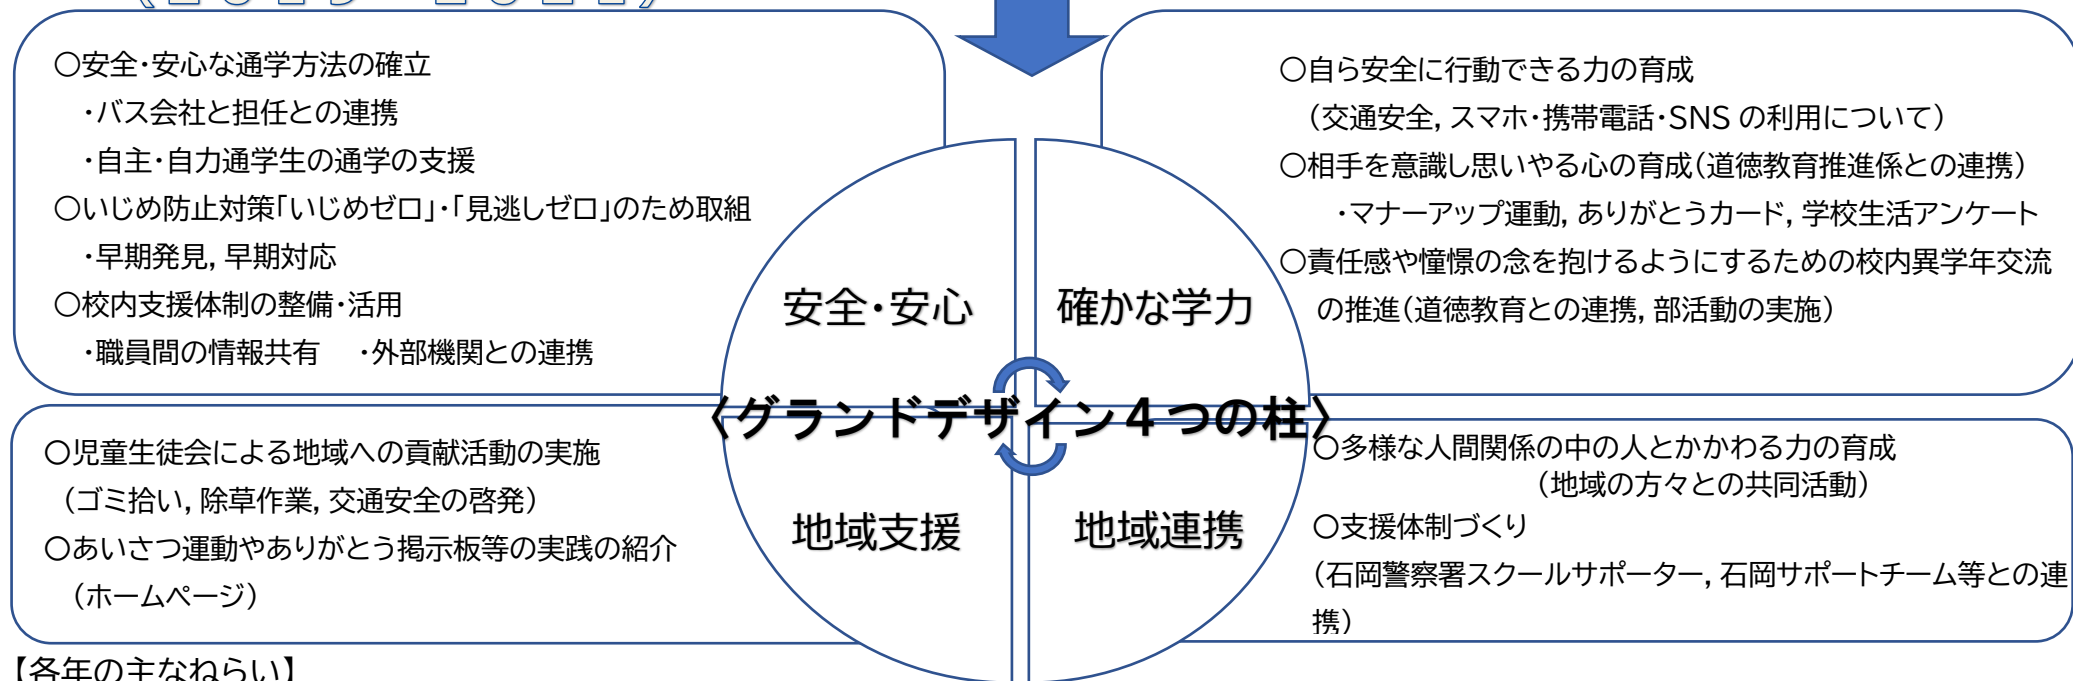 ○安全・安心な通学方法の確立
・バス会社と担任との連携
・自主・自力通学生の通学の支援
○いじめ防止対策「いじめゼロ」・「見逃しゼロ」のため取組
・早期発見，早期対応
○校内支援体制の整備・活用
・職員間の情報共有　・外部機関との連携
○自ら安全に行動できる力の育成
（交通安全，スマホ・携帯電話・SNS の利用について）
○相手を意識し思いやる心の育成（道徳教育推進係との連携）
・マナーアップ運動，ありがとうカード，学校生活アンケート
○責任感や憧憬の念を抱けるようにするための校内異学年交流
の推進（道徳教育との連携，部活動の実施）
安全・安心
確かな学力
〈グランドデザイン４つの柱〉
地域支援
地域連携
○児童生徒会による地域への貢献活動の実施
（ゴミ拾い，除草作業，交通安全の啓発）
○あいさつ運動やありがとう掲示板等の実践の紹介
（ホームページ）
○多様な人間関係の中の人とかかわる力の育成
（地域の方々との共同活動）
○支援体制づくり
（石岡警察署スクールサポーター，石岡サポートチーム等との連
携）
【各年の主なねらい】